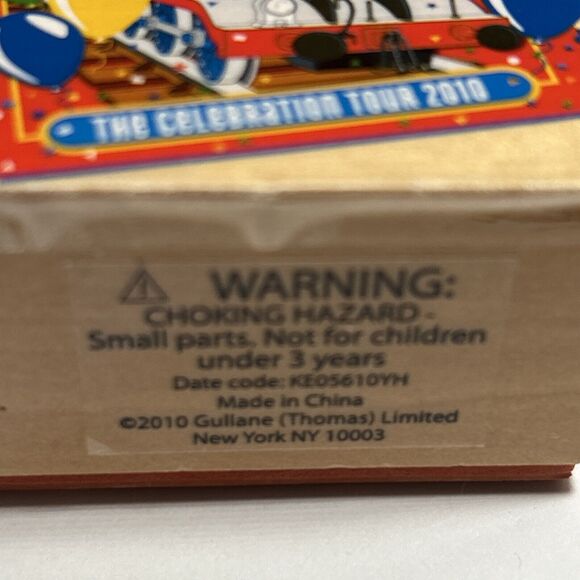 THE CELEBRATION TOUR 2010
WARNING:
CHOKING HAZARD -
Small parts. Not for children
under 3 years
Date code: KE05610YH
Made in China
©2010 Gullane (Thomas) Limited
New York NY 10003